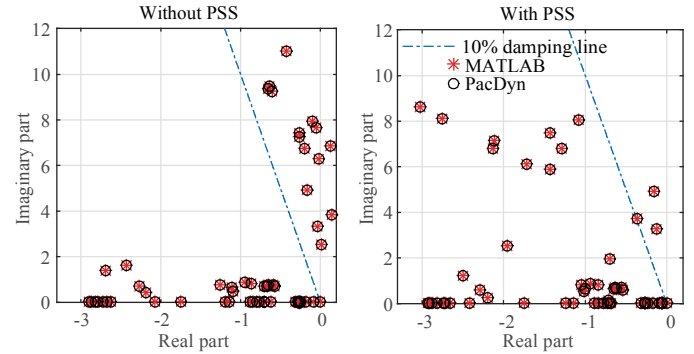 Without PSS
12
10
8
6
4
2
0
Imaginary part
-3
-2
-1
0
Real part
With PSS
12
10
8
6
4
2
0
Imaginary part
10% damping line
MATLAB
PacDyn
-3
-2
-1
0
Real part